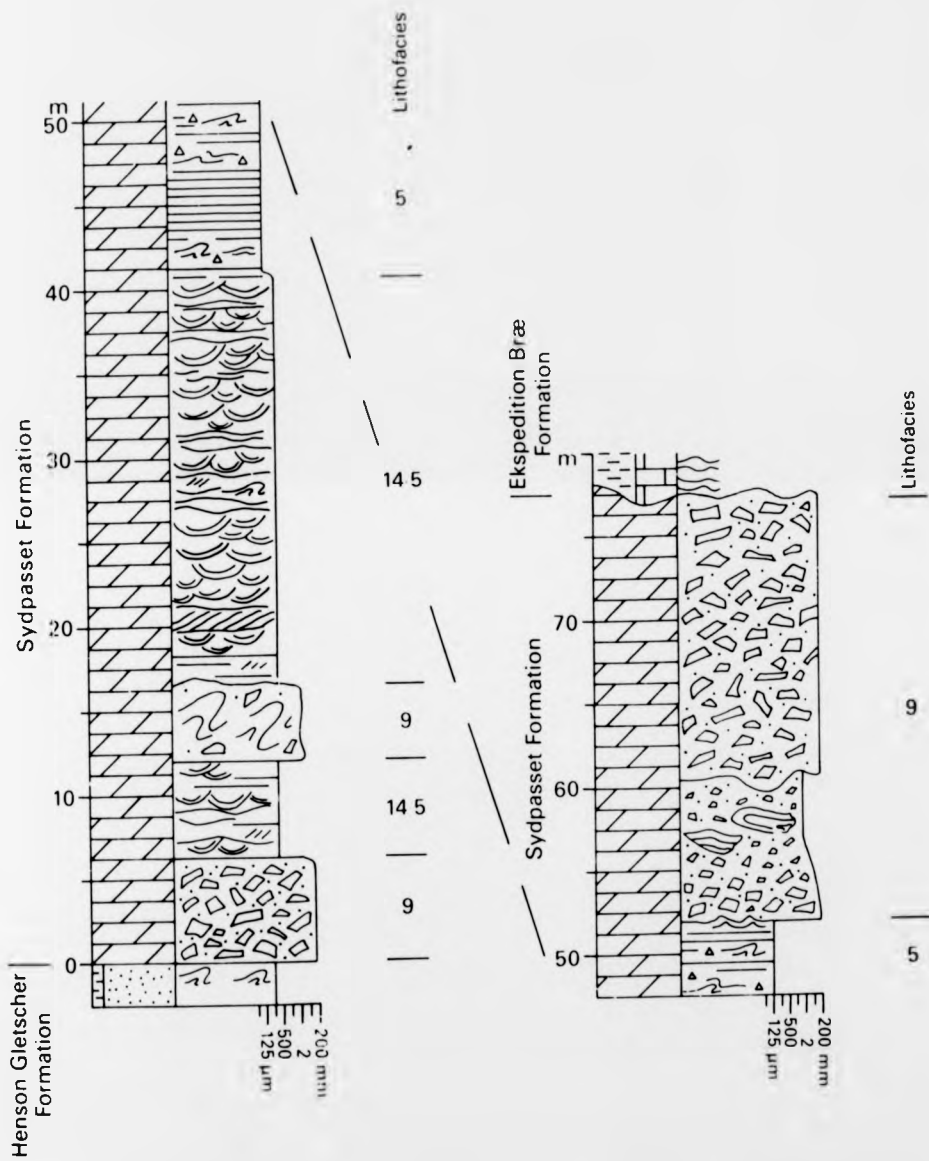 Henson Gletscher
Formation
Sydpasset Formation
m
50
40
30
20
10
0
125 µm
500
2
200 mm
Lithofacies
5
14·5
9
14·5
9
Ekspedition Bræ
Formation
Sydpasset Formation
m
70
60
50
125 µm
500
2
200 mm
Lithofacies
9
5